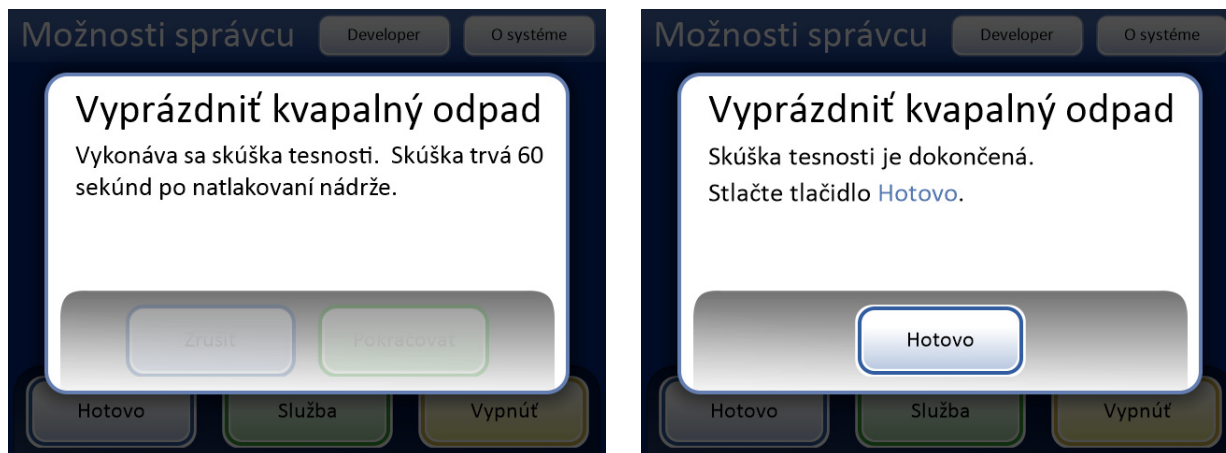 Možnosti správcu
Developer
O systéme
Vyprázdniť kvapalný odpad
Vykonáva sa skúška tesnosti. Skúška trvá 60
sekúnd po natlakovaní nádrže.
Zrušiť
Pokračovať
Hotovo
Služba
Vypnúť
Možnosti správcu
Developer
O systéme
Vyprázdniť kvapalný odpad
Skúška tesnosti je dokončená.
Stlačte tlačidlo Hotovo.
Hotovo
Hotovo
Služba
Vypnúť